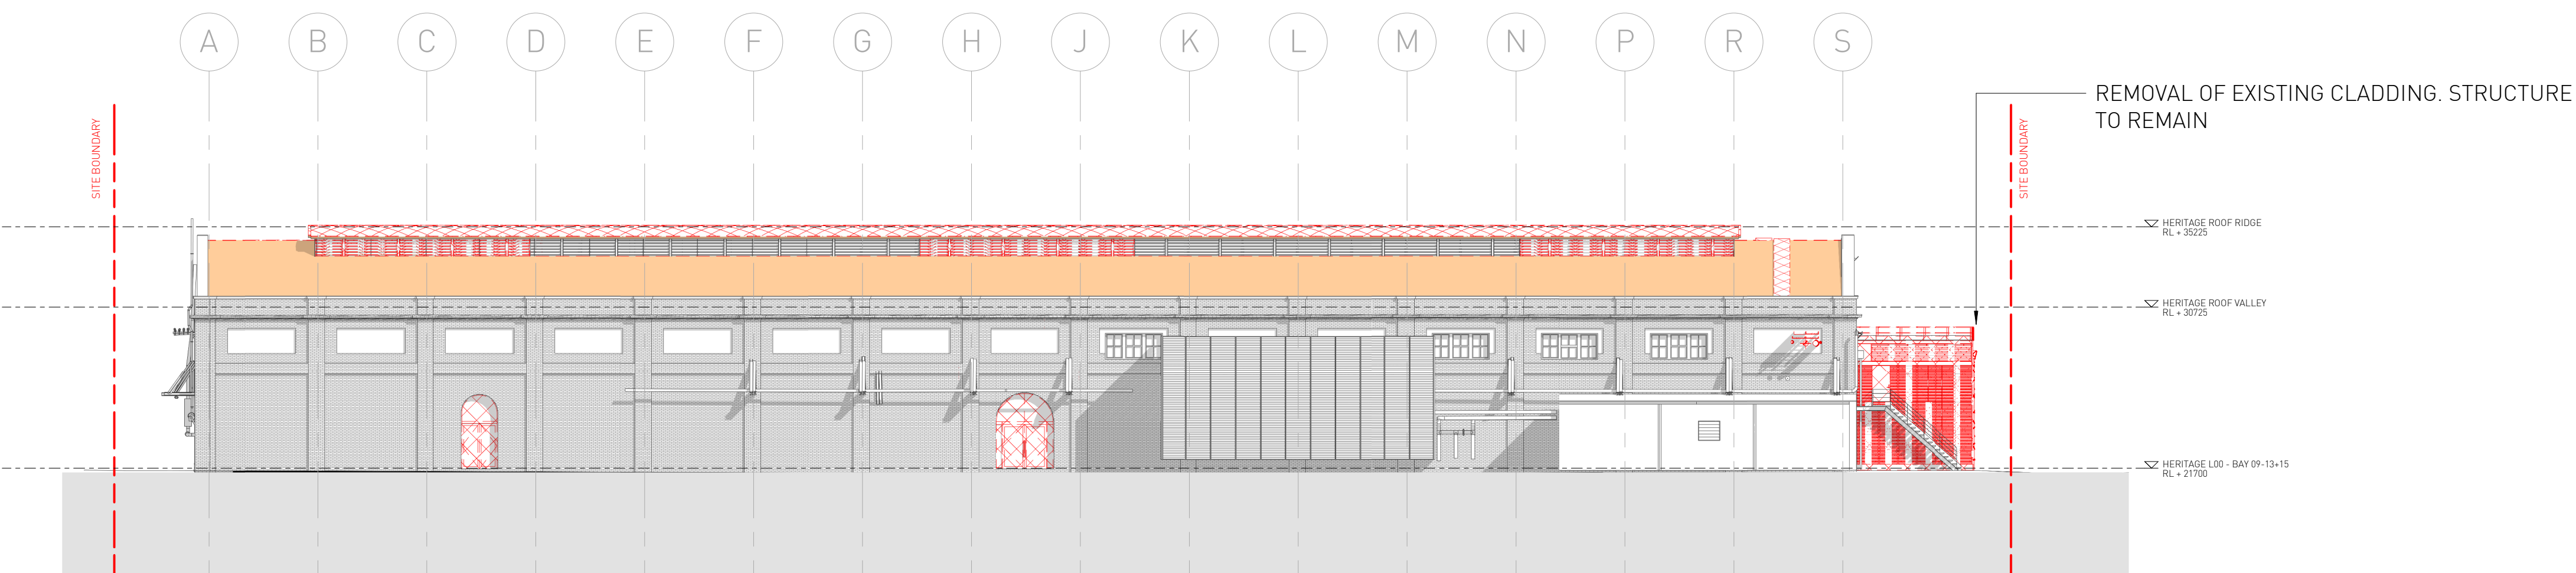 A B C D E F G H J K L M N P R S
REMOVAL OF EXISTING CLADDING. STRUCTURE
TO REMAIN
SITE BOUNDARY
SITE BOUNDARY
HERITAGE ROOF RIDGE
RL + 35225
HERITAGE ROOF VALLEY
RL + 30725
HERITAGE L00 - BAY 09-13+15
RL + 21700